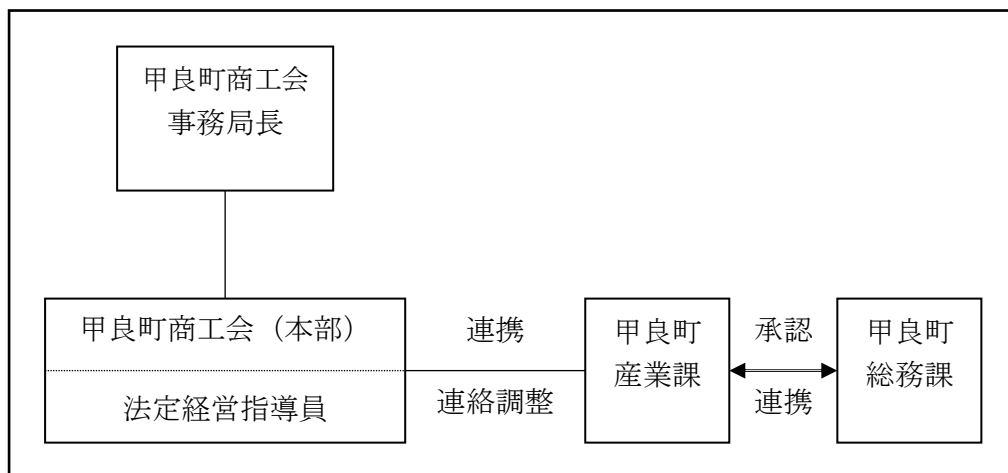 甲良町商工会
事務局長
甲良町商工会（本部）
法定経営指導員
連携
連絡調整
甲良町
産業課
承認
連携
甲良町
総務課